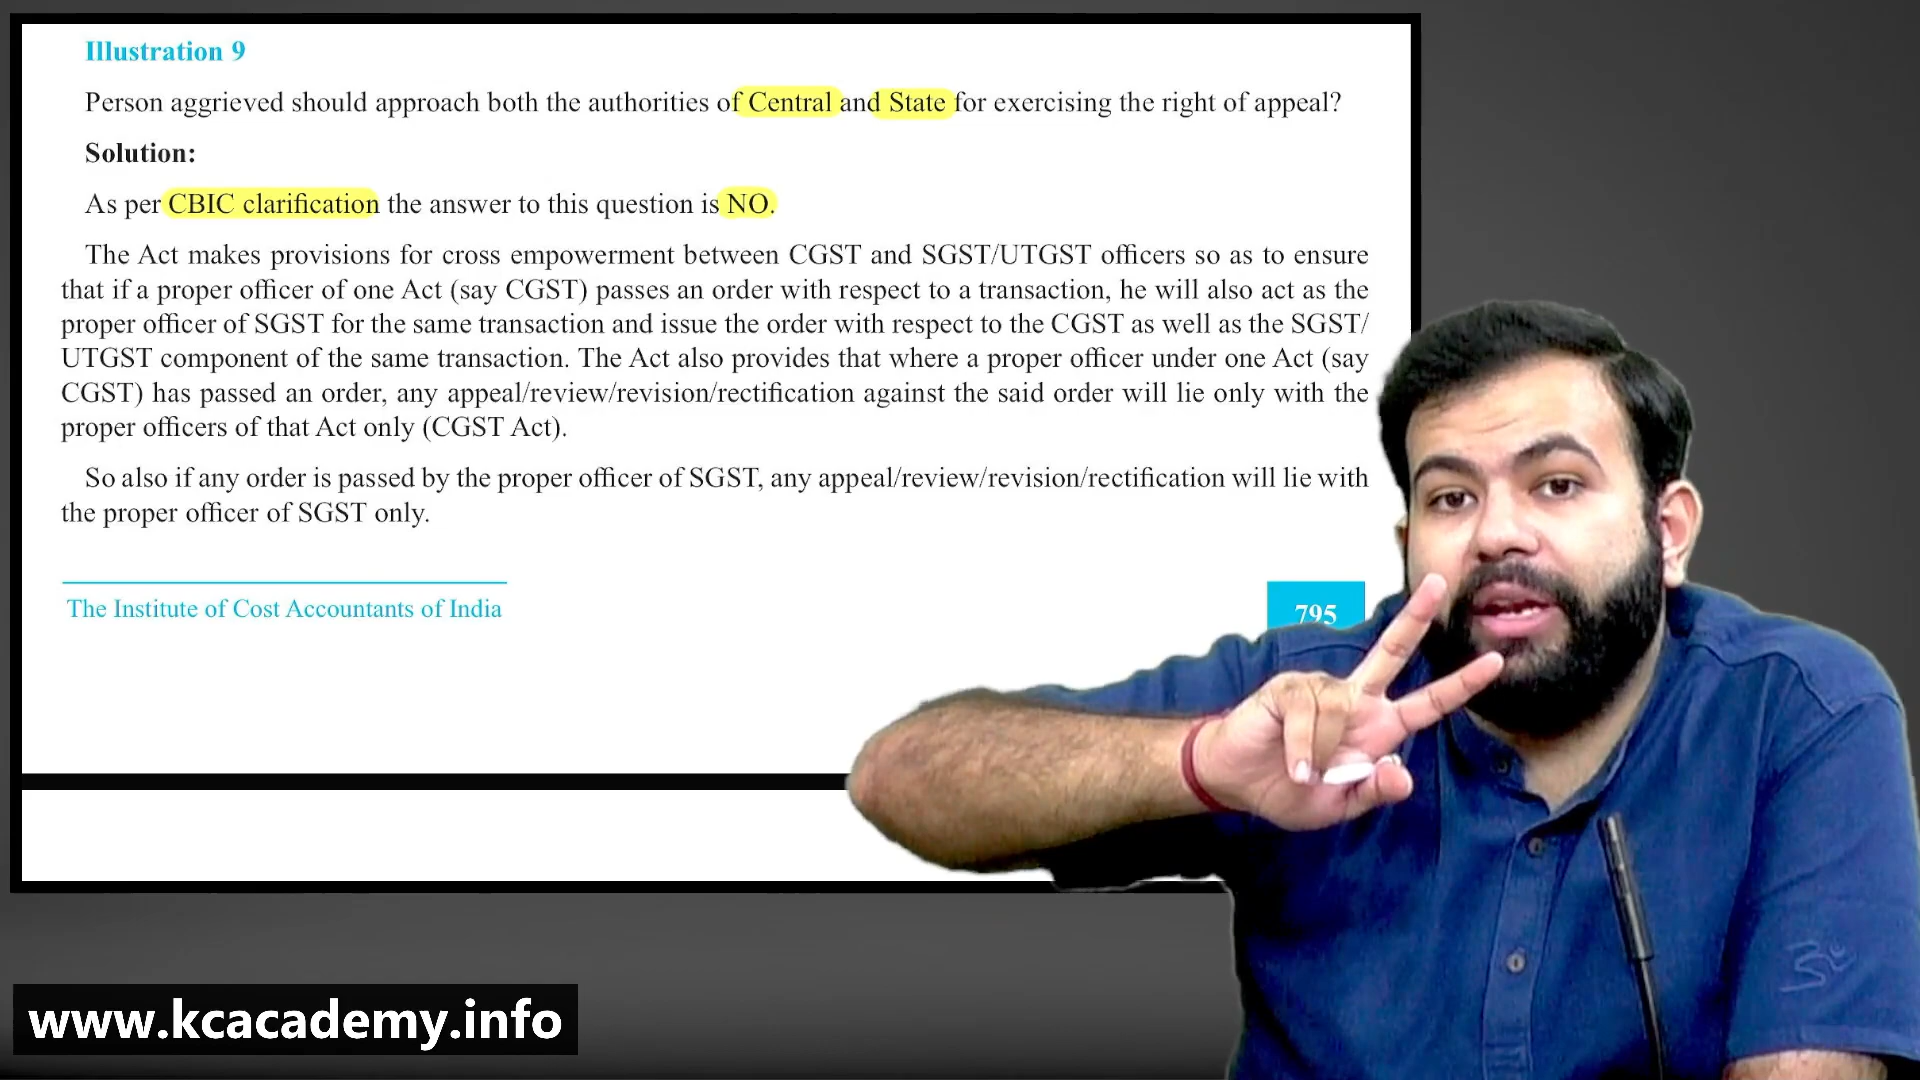 Illustration 9
Person aggrieved should approach both the authorities of Central and State for exercising the right of appeal?
Solution:
As per CBIC clarification the answer to this question is NO.
The Act makes provisions for cross empowerment between CGST and SGST/UTGST officers so as to ensure
that if a proper officer of one Act (say CGST) passes an order with respect to a transaction, he will also act as the
proper officer of SGST for the same transaction and issue the order with respect to the CGST as well as the SGST/
UTGST component of the same transaction. The Act also provides that where a proper officer under one Act (say
CGST) has passed an order, any appeal/review/revision/rectification against the said order will lie only with the
proper officers of that Act only (CGST Act).
So also if any order is passed by the proper officer of SGST, any appeal/review/revision/rectification will lie with
the proper officer of SGST only.
The Institute of Cost Accountants of India
795
www.kcacademy.info